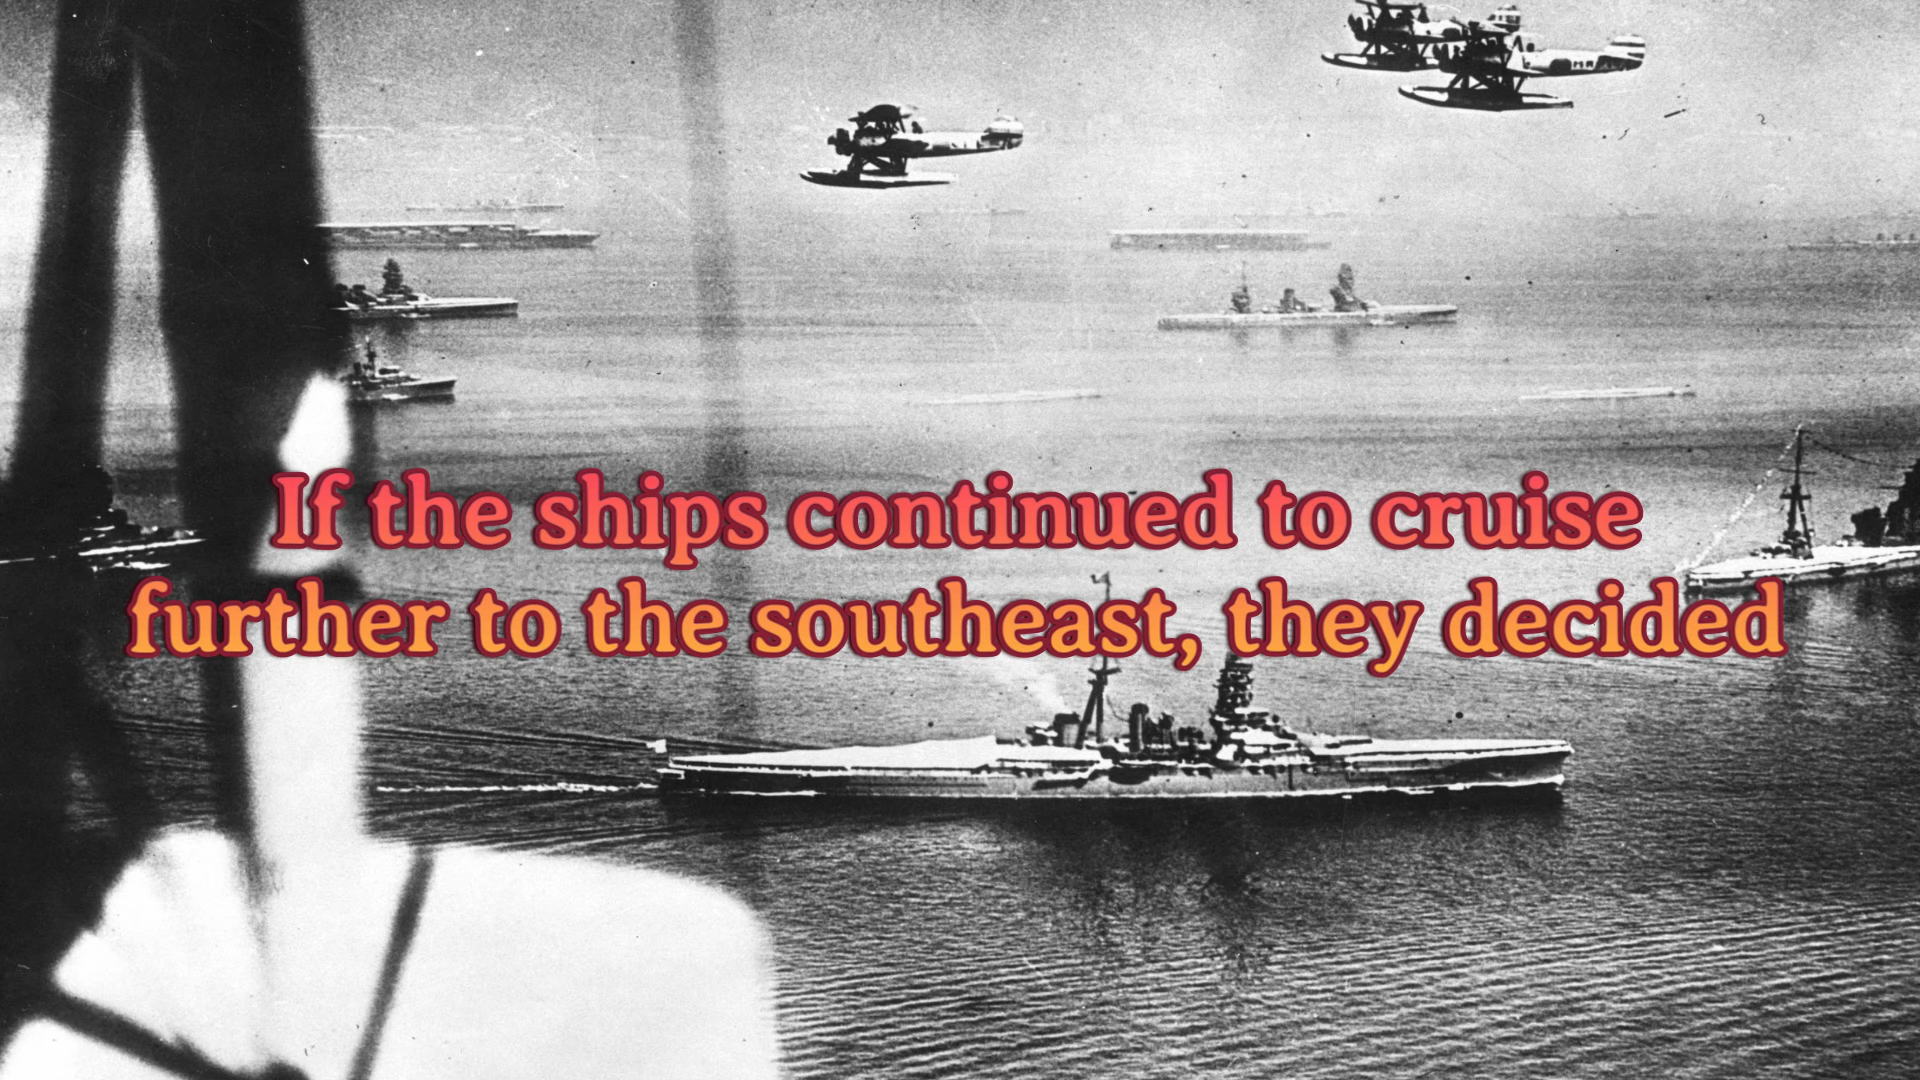 If the ships continued to cruise
further to the southeast, they decided